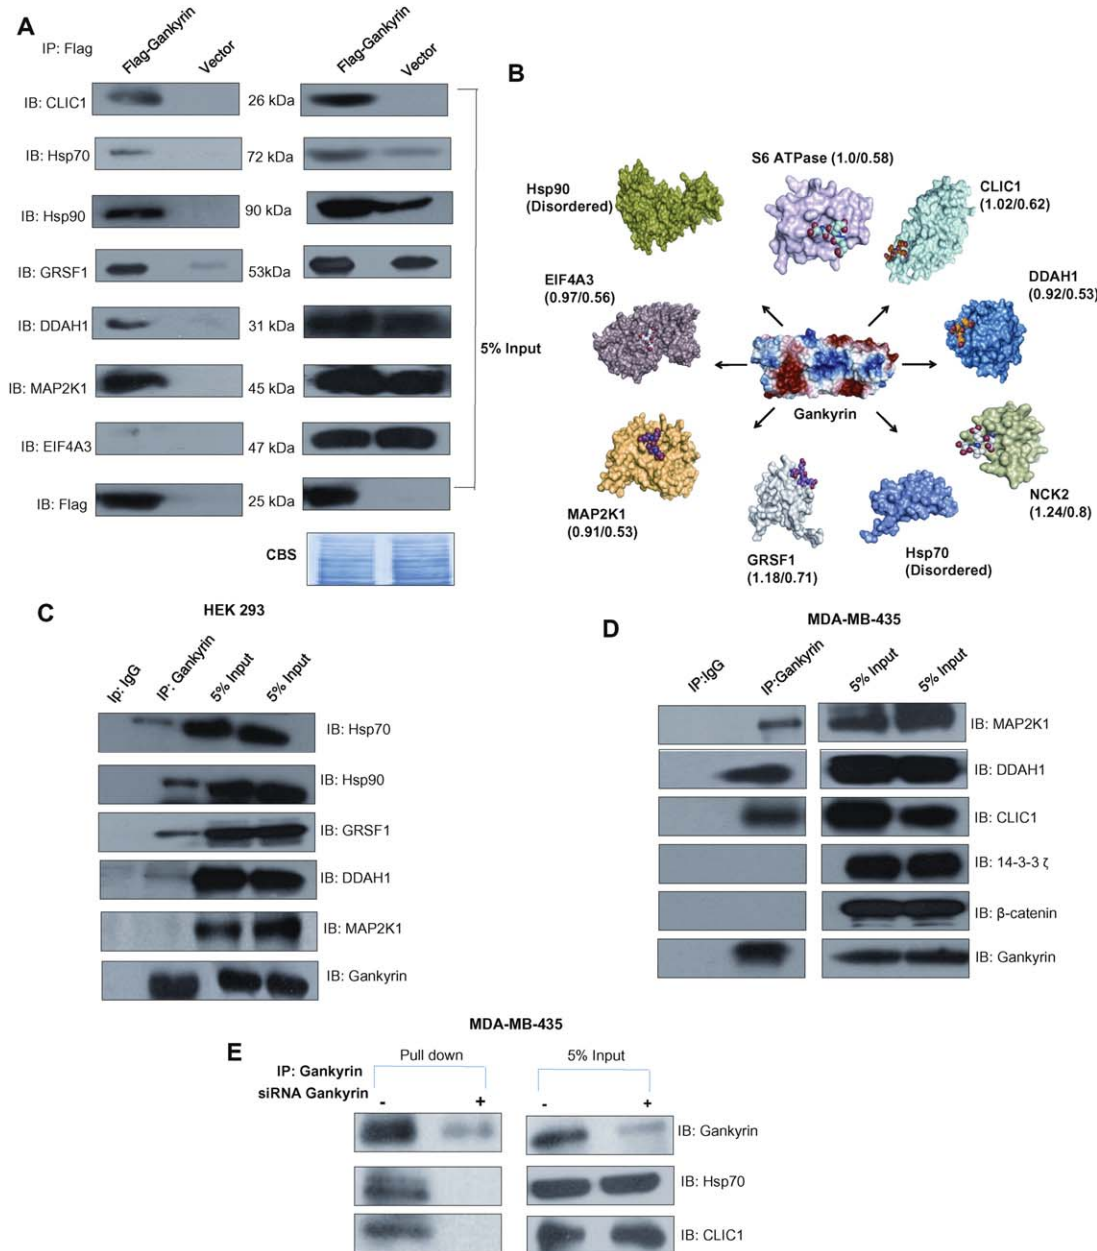 A
IP: Flag
Flag-Gankyrin
Vector
Flag-Gankyrin
Vector
IB: CLIC1
26 kDa
IB: Hsp70
72 kDa
IB: Hsp90
90 kDa
IB: GRSF1
53kDa
IB: DDAH1
31 kDa
IB: MAP2K1
45 kDa
IB: EIF4A3
47 kDa
IB: Flag
25 kDa
5% Input
CBS
B
S6 ATPase (1.0/0.58)
Hsp90
(Disordered)
CLIC1
(1.02/0.62)
EIF4A3
(0.97/0.56)
DDAH1
(0.92/0.53)
Gankyrin
MAP2K1
(0.91/0.53)
NCK2
(1.24/0.8)
GRSF1
(1.18/0.71)
Hsp70
(Disordered)
C
HEK 293
Ip: IgG
IP: Gankyrin
5% Input
5% Input
IB: Hsp70
IB: Hsp90
IB: GRSF1
IB: DDAH1
IB: MAP2K1
IB: Gankyrin
D
MDA-MB-435
IP:IgG
IP:Gankyrin
5% Input
5% Input
IB: MAP2K1
IB: DDAH1
IB: CLIC1
IB: 14-3-3 ζ
IB: β-catenin
IB: Gankyrin
MDA-MB-435
E
Pull down
5% Input
IP: Gankyrin
siRNA Gankyrin
- + - +
IB: Gankyrin
IB: Hsp70
IB: CLIC1